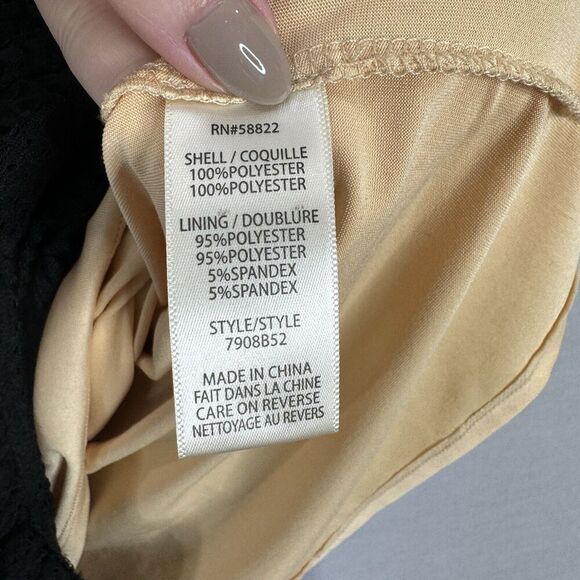 RN#58822
SHELL / COQUILLE
100%POLYESTER
100%POLYESTER
LINING / DOUBLURE
95%POLYESTER
95%POLYESTER
5%SPANDEX
5%SPANDEX
STYLE/STYLE
7908B52
MADE IN CHINA
FAIT DANS LA CHINE
CARE ON REVERSE
NETTOYAGE AU REVERS